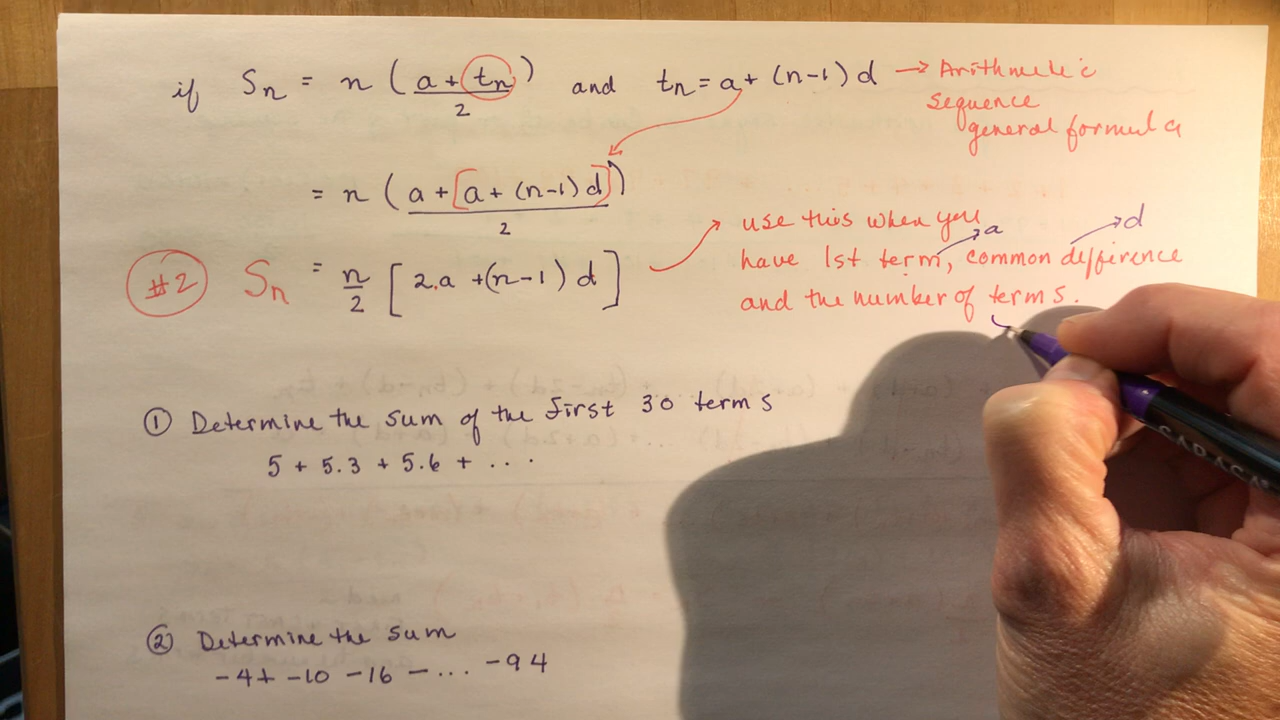 if Sn = n ( a + tn / 2 ) and tn = a + (n-1) d → Arithmetic
sequence
general formula
= n ( a + [ a + (n-1) d ] / 2 )
use this when you
a d
have 1st term, common difference
#2 Sn = n/2 [ 2.a + (n-1) d ]
and the number of terms.
① Determine the sum of the first 30 terms
5 + 5.3 + 5.6 + ...
② Determine the sum
-4 + -10 -16 - ... -94